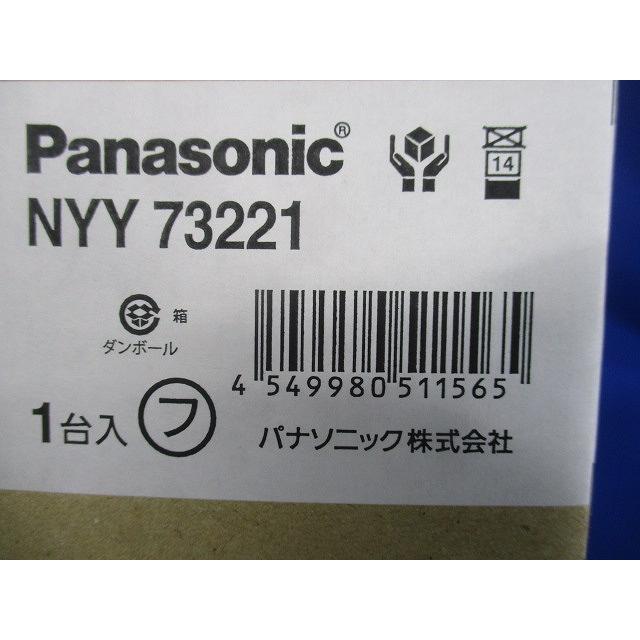 Panasonic®
14
NYY 73221
箱
ダンボール
4 549980 511565
1台入 フ
パナソニック株式会社